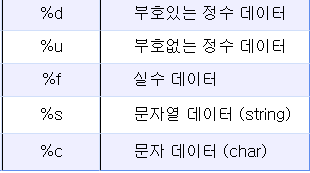 %d 부호있는 정수 데이터
%u 부호없는 정수 데이터
%f 실수 데이터
%s 문자열 데이터 (string)
%c 문자 데이터 (char)